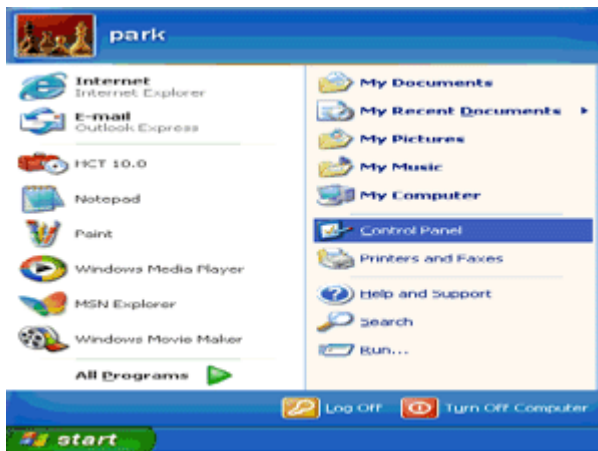 park
Internet
Internet Explorer
E-mail
Outlook Express
HCT 10.0
Notepad
Paint
Windows Media Player
MSN Explorer
Windows Movie Maker
All Programs
My Documents
My Recent Documents
My Pictures
My Music
My Computer
Control Panel
Printers and Faxes
Help and Support
Search
Run...
Log Off
Turn Off Computer
start